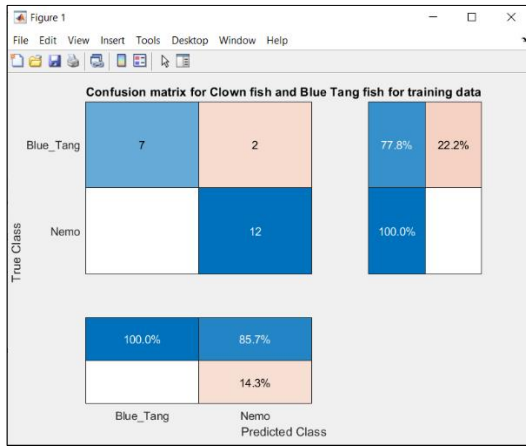 Figure 1
File Edit View Insert Tools Desktop Window Help
Confusion matrix for Clown fish and Blue Tang fish for training data
Blue_Tang 7 2 77.8% 22.2%
Nemo 12 100.0%
True Class
100.0% 85.7%
14.3%
Blue_Tang Nemo
Predicted Class